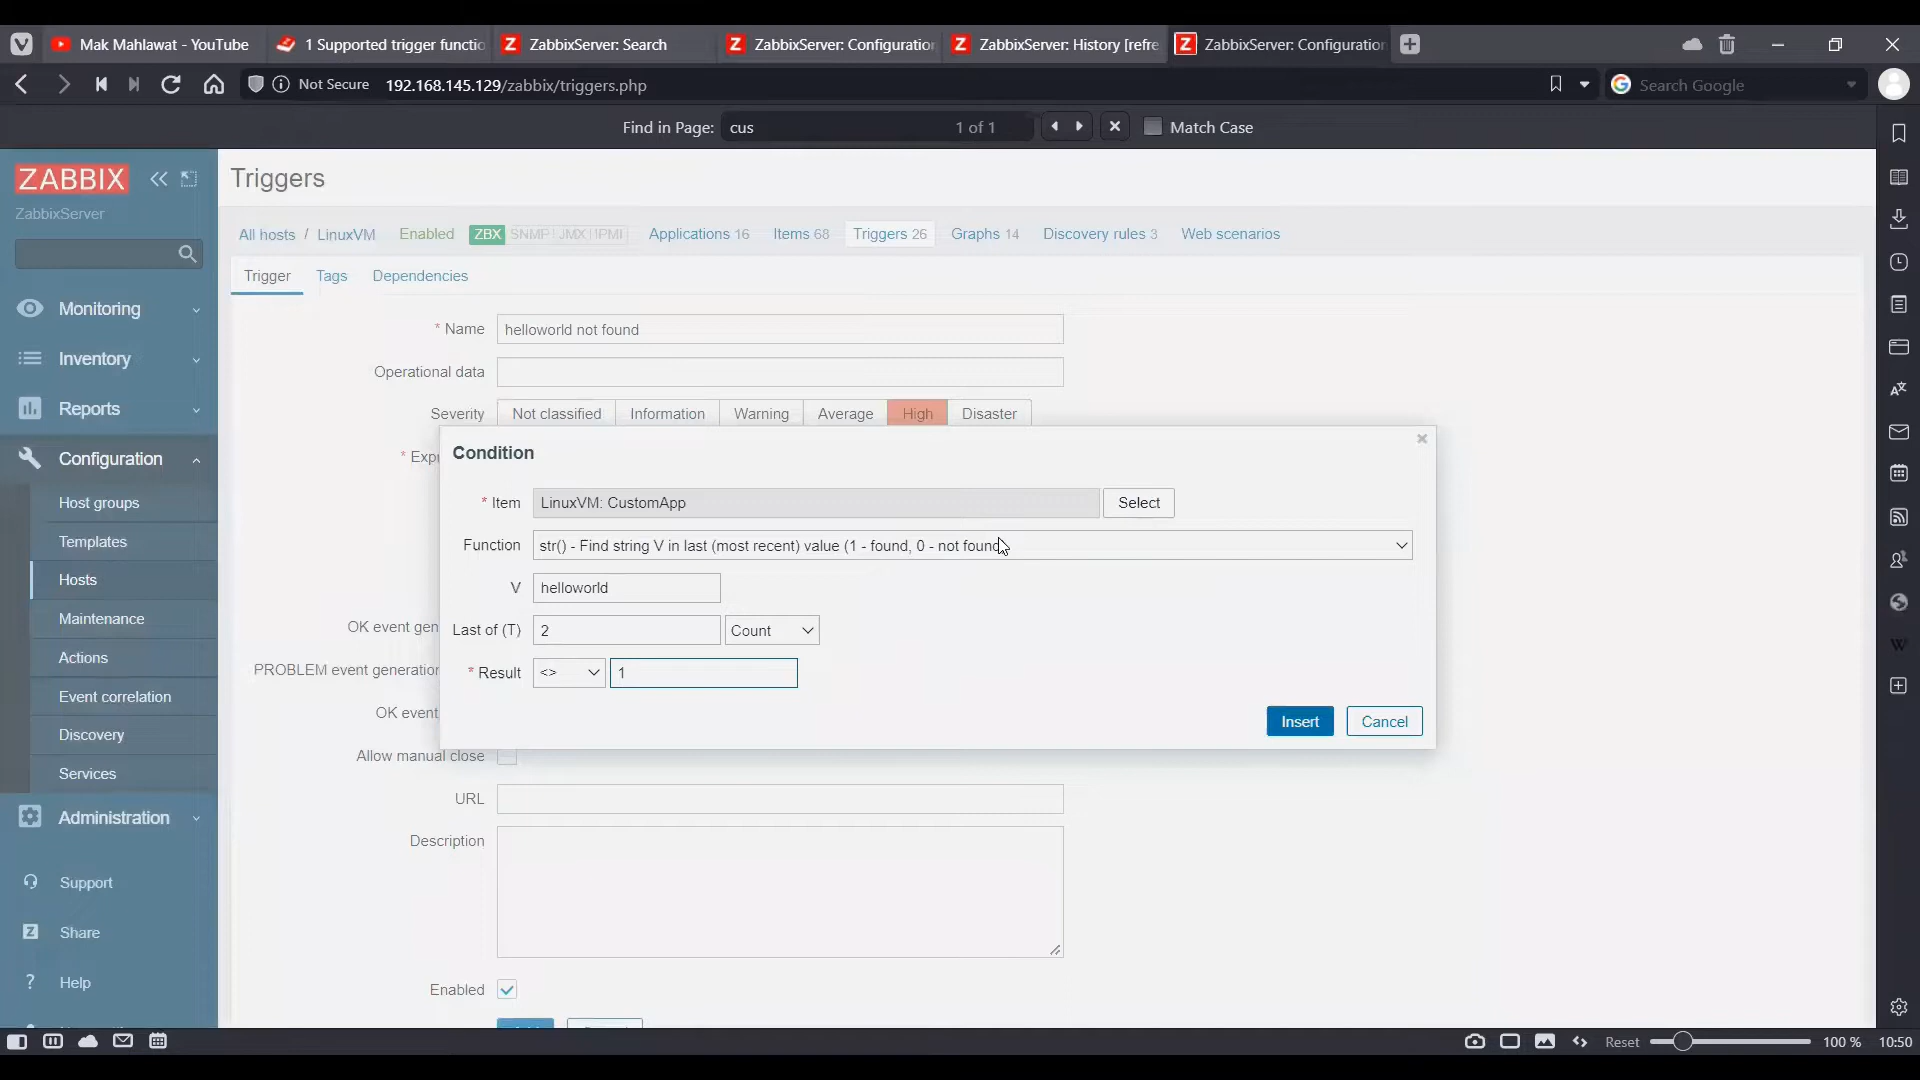 Mak Mahlawat - YouTube
1 Supported trigger functio
ZabbixServer: Search
ZabbixServer: Configuration
ZabbixServer: History [refre
ZabbixServer: Configuration
Not Secure
192.168.145.129/zabbix/triggers.php
Search Google
Find in Page:
cus
1 of 1
Match Case
ZABBIX
ZabbixServer
Monitoring
Inventory
Reports
Configuration
Host groups
Templates
Hosts
Maintenance
Actions
Event correlation
Discovery
Services
Administration
Support
Share
Help
Triggers
All hosts / LinuxVM Enabled ZBX SNMP JMX IPMI Applications 16 Items 68 Triggers 26 Graphs 14 Discovery rules 3 Web scenarios
Trigger Tags Dependencies
* Name helloworld not found
Operational data
Severity Not classified Information Warning Average High Disaster
* Exp
OK event gen
PROBLEM event generation
OK event
Allow manual close
URL
Description
Enabled
Condition
* Item LinuxVM: CustomApp Select
Function str() - Find string V in last (most recent) value (1 - found, 0 - not found
V helloworld
Last of (T) 2 Count
* Result <> 1
Insert Cancel
Reset 100 % 10:50